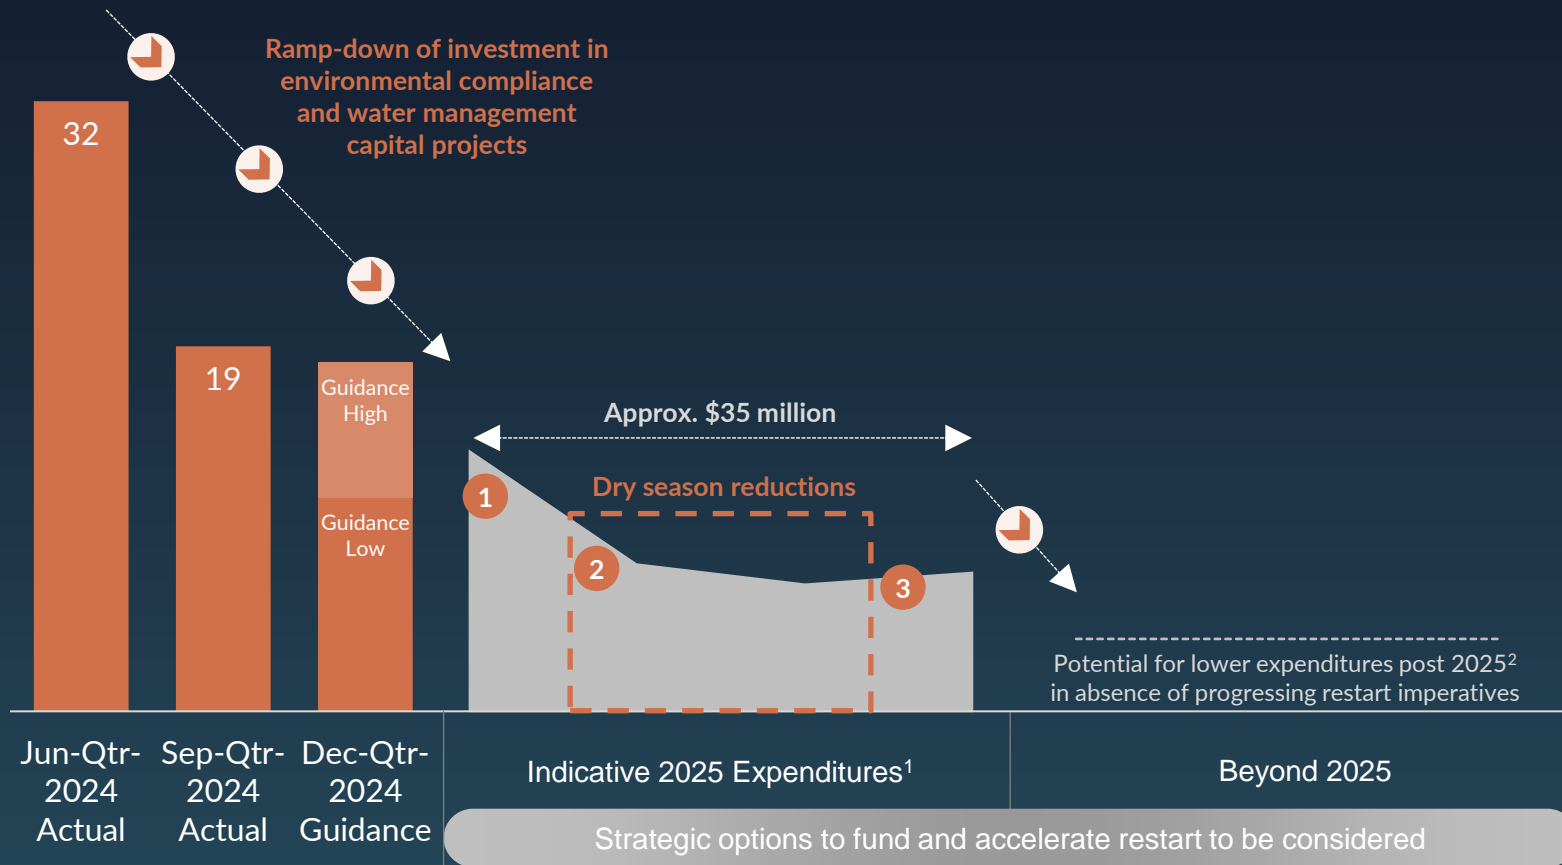 Ramp-down of investment in
environmental compliance
and water management
capital projects
32
19
Guidance
High
Guidance
Low
Approx. $35 million
Dry season reductions
1
2
3
Potential for lower expenditures post 2025²
in absence of progressing restart imperatives
Jun-Qtr-
2024
Actual
Sep-Qtr-
2024
Actual
Dec-Qtr-
2024
Guidance
Indicative 2025 Expenditures¹
Beyond 2025
Strategic options to fund and accelerate restart to be considered